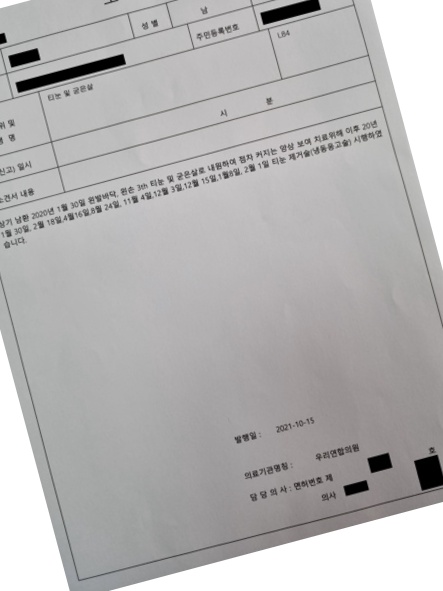 성 별 남
주민등록번호
위 및
티눈 및 굳은살
L84
시 분
신고) 일시
소견서 내용
상기 남환 2020년 1월 30일 왼발바닥, 왼손 3th 티눈 및 굳은살로 내원하여 점차 커지는 양상 보여 치료위해 이후 20년
1월 30일, 2월 18일,4월16일,8월 24일, 11월 4일,12월 3일,12월 15일,1월8일, 2월 1일 티눈 제거술(냉동응고술) 시행하였
습니다.
발행일 : 2021-10-15
의료기관명칭 : 우리연합의원
담 당 의 사 : 면허번호 제 호
의사